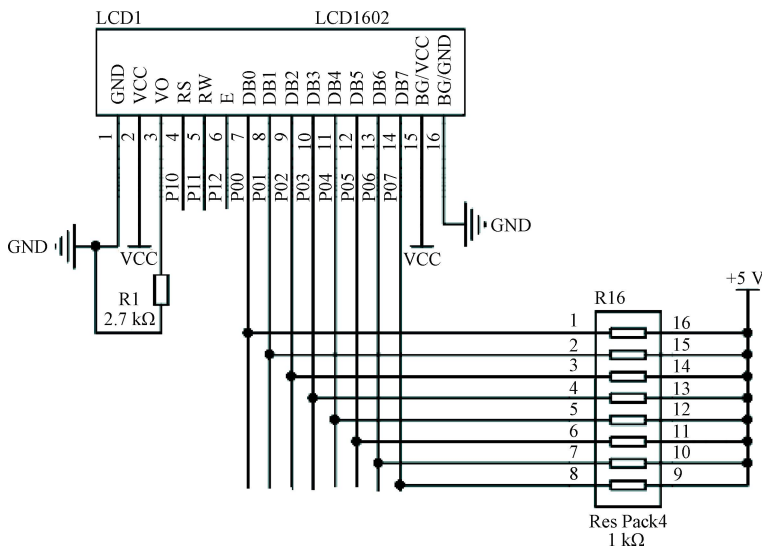 LCD1 LCD1602
GND VCC VO RS RW E DB0 DB1 DB2 DB3 DB4 DB5 DB6 DB7 BG/VCC BG/GND
1 2 3 4 5 6 7 8 9 10 11 12 13 14 15 16
P10 P11 P12 P00 P01 P02 P03 P04 P05 P06 P07
GND
VCC
VCC
GND
R1
2.7 kΩ
+5 V
R16
1 16
2 15
3 14
4 13
5 12
6 11
7 10
8 9
Res Pack4
1 kΩ